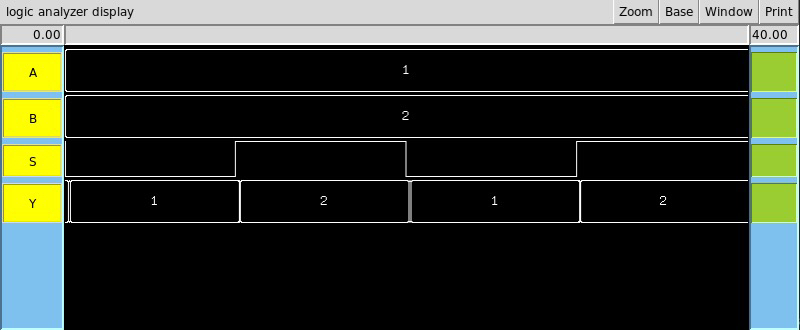 logic analyzer display Zoom Base Window Print
0.00 40.00
A 1
B 2
S
Y 1 2 1 2